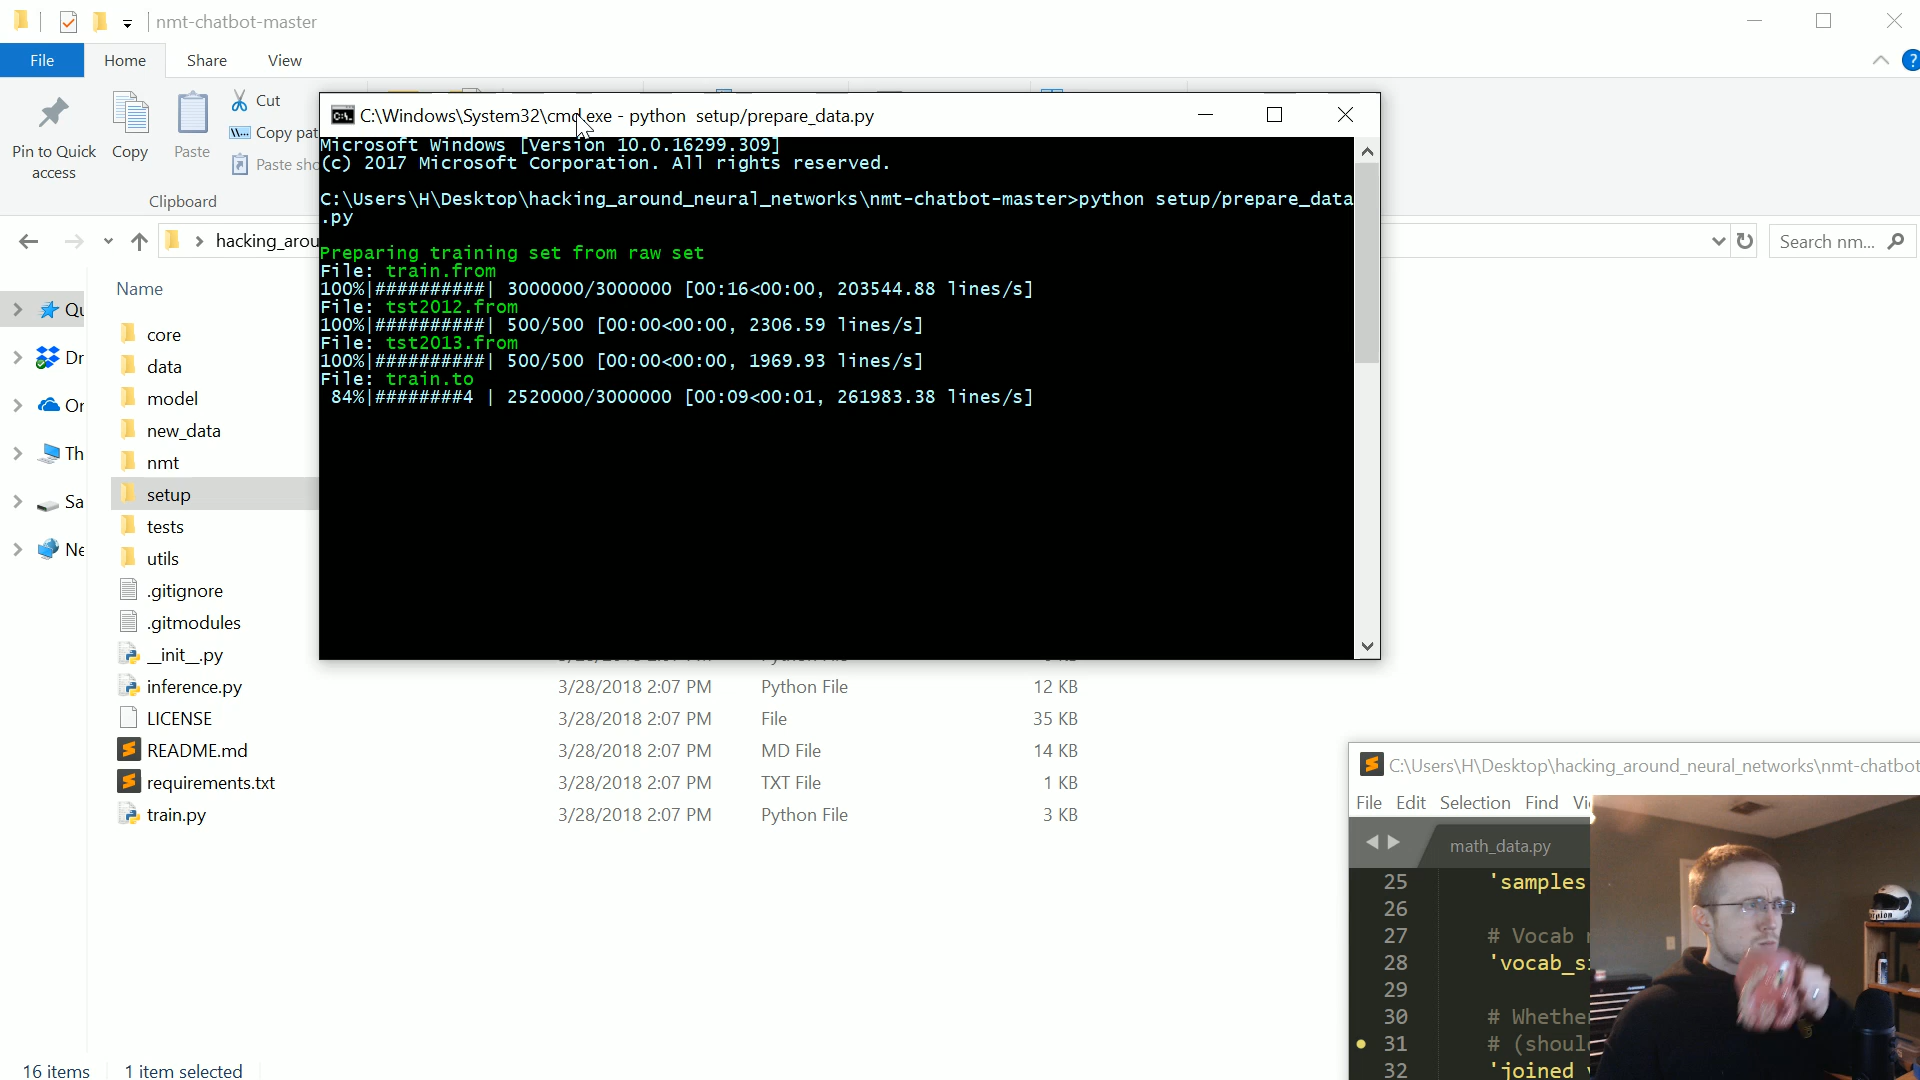 nmt-chatbot-master
File Home Share View
Pin to Quick access
Copy
Paste
Cut
Copy pat
Paste sho
Clipboard
hacking_arou
Search nm...
Name
Qu
Dr
Or
Th
Sa
Ne
core
data
model
new_data
nmt
setup
tests
utils
.gitignore
.gitmodules
__init__.py
inference.py 3/28/2018 2:07 PM Python File 12 KB
LICENSE 3/28/2018 2:07 PM File 35 KB
README.md 3/28/2018 2:07 PM MD File 14 KB
requirements.txt 3/28/2018 2:07 PM TXT File 1 KB
train.py 3/28/2018 2:07 PM Python File 3 KB
16 items 1 item selected
C:\Windows\System32\cmd.exe - python setup/prepare_data.py
Microsoft Windows [Version 10.0.16299.309]
(c) 2017 Microsoft Corporation. All rights reserved.
C:\Users\H\Desktop\hacking_around_neural_networks\nmt-chatbot-master>python setup/prepare_data
.py
Preparing training set from raw set
File: train.from
100%|##########| 3000000/3000000 [00:16<00:00, 203544.88 lines/s]
File: tst2012.from
100%|##########| 500/500 [00:00<00:00, 2306.59 lines/s]
File: tst2013.from
100%|##########| 500/500 [00:00<00:00, 1969.93 lines/s]
File: train.to
84%|########4 | 2520000/3000000 [00:09<00:01, 261983.38 lines/s]
C:\Users\H\Desktop\hacking_around_neural_networks\nmt-chatbot
File Edit Selection Find Vi
math_data.py
25 'samples
26
27 # Vocab
28 'vocab_si
29
30 # Whethe
31 # (shoul
32 'joined